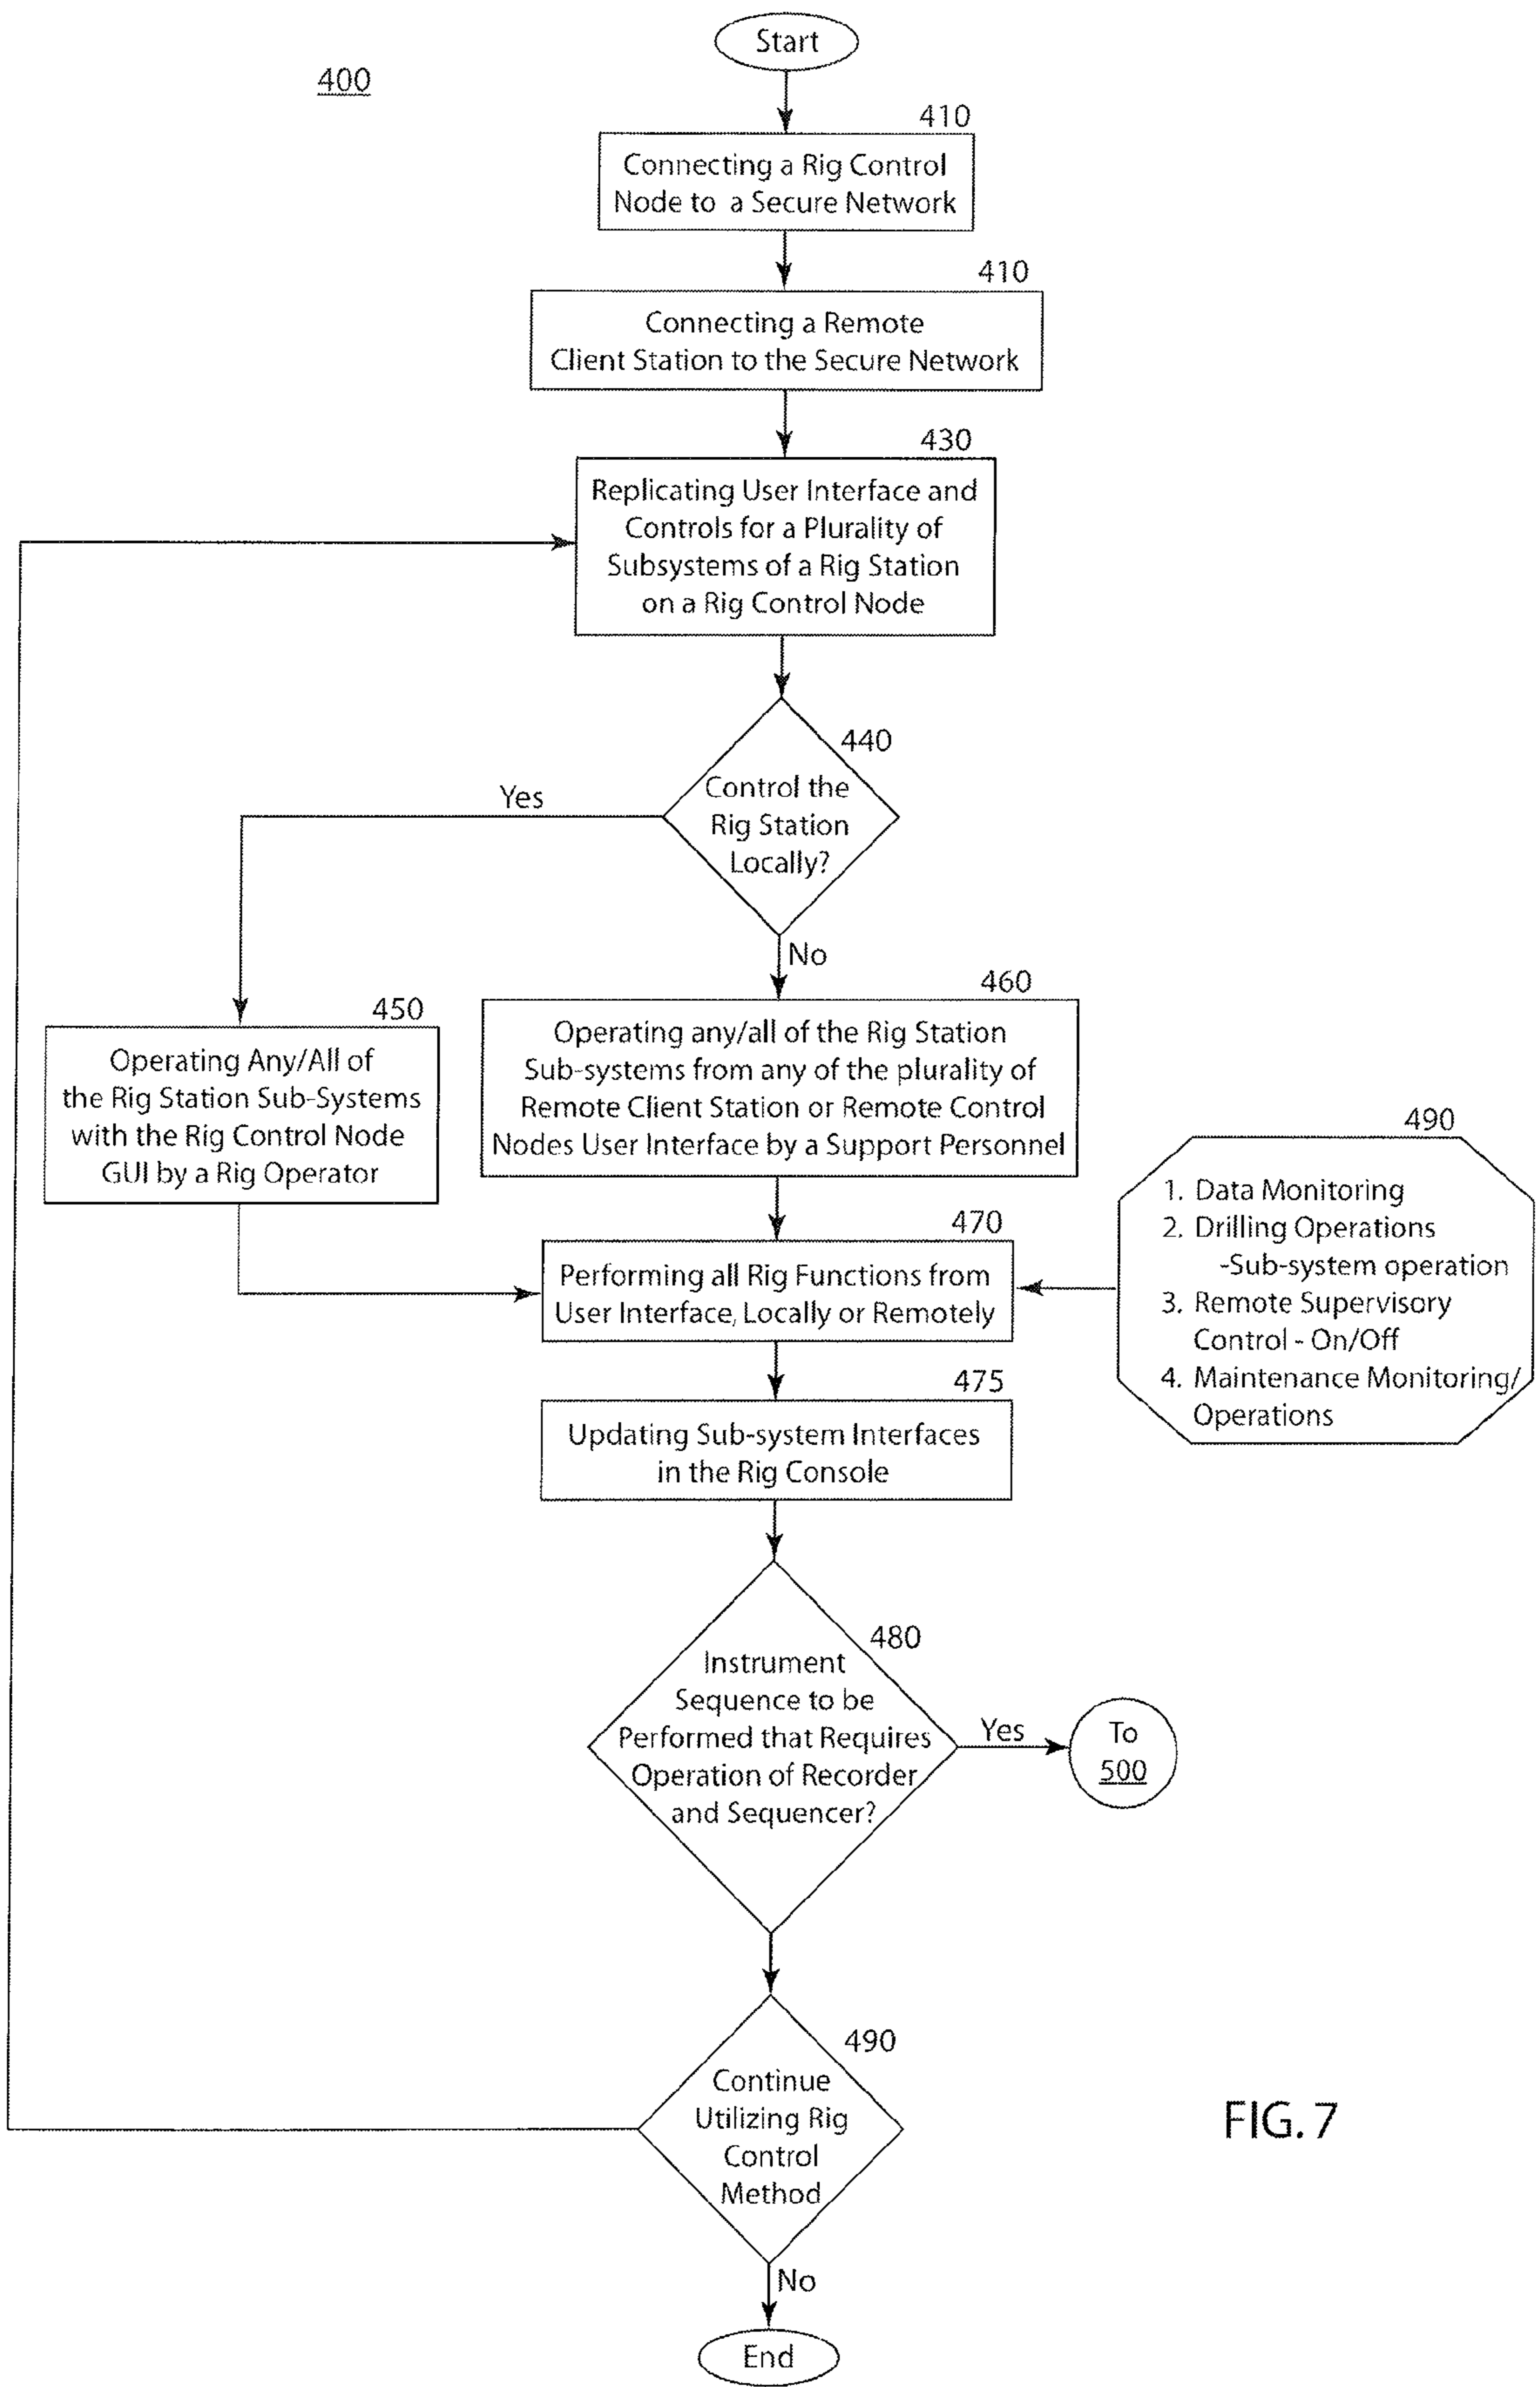 Start
400
410
Connecting a Rig Control
Node to a Secure Network
410
Connecting a Remote
Client Station to the Secure Network
430
Replicating User Interface and
Controls for a Plurality of
Subsystems of a Rig Station
on a Rig Control Node
440
Control the
Rig Station
Locally?
Yes
No
450
Operating Any/All of
the Rig Station Sub-Systems
with the Rig Control Node
GUI by a Rig Operator
460
Operating any/all of the Rig Station
Sub-systems from any of the plurality of
Remote Client Station or Remote Control
Nodes User Interface by a Support Personnel
490
1. Data Monitoring
2. Drilling Operations
-Sub-system operation
3. Remote Supervisory
Control - On/Off
4. Maintenance Monitoring/
Operations
470
Performing all Rig Functions from
User Interface, Locally or Remotely
475
Updating Sub-system Interfaces
in the Rig Console
480
Instrument
Sequence to be
Performed that Requires
Operation of Recorder
and Sequencer?
Yes
To
500
490
Continue
Utilizing Rig
Control
Method
No
End
FIG. 7